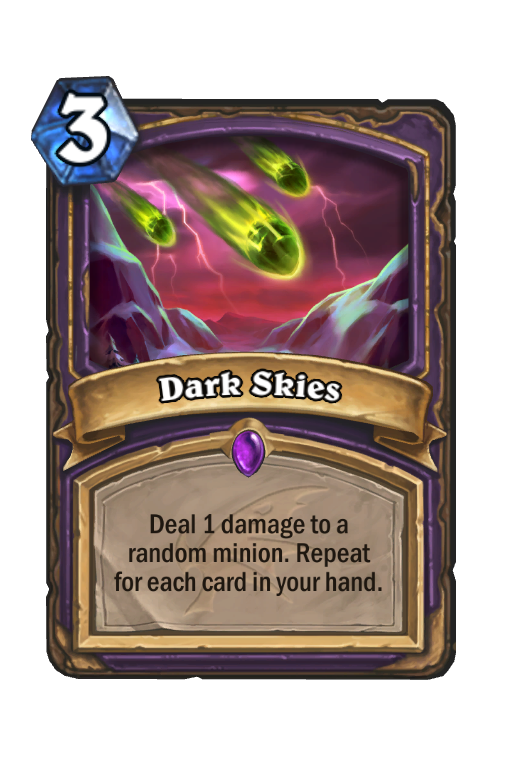 3
Dark Skies
Deal 1 damage to a
random minion. Repeat
for each card in your hand.